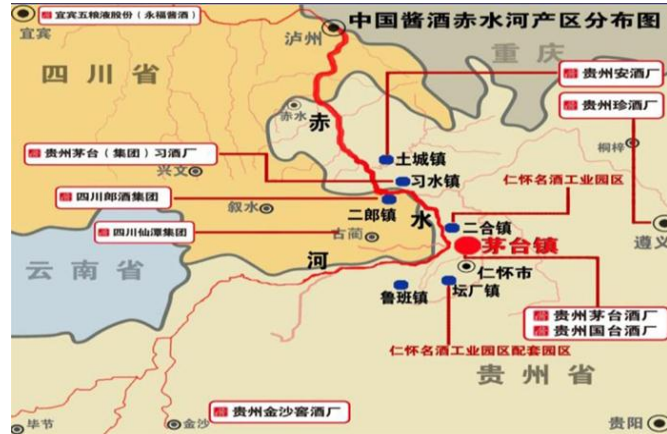 宜宾五粮液股份(永福酱酒)
中国酱酒赤水河产区分布图
宜宾
泸州
重庆
四川省
贵州安酒厂
贵州珍酒厂
赤水
赤
桐梓
贵州茅台(集团)习酒厂
土城镇
兴文
习水镇
仁怀名酒工业园区
四川郎酒集团
叙水
二郎镇
水
二合镇
遵义
四川仙潭集团
古蔺
茅台镇
云南省
河
仁怀市
鲁班镇
坛厂镇
贵州茅台酒厂
贵州国台酒厂
仁怀名酒工业园区配套园区
贵州省
贵州金沙窖酒厂
毕节
金沙
贵阳